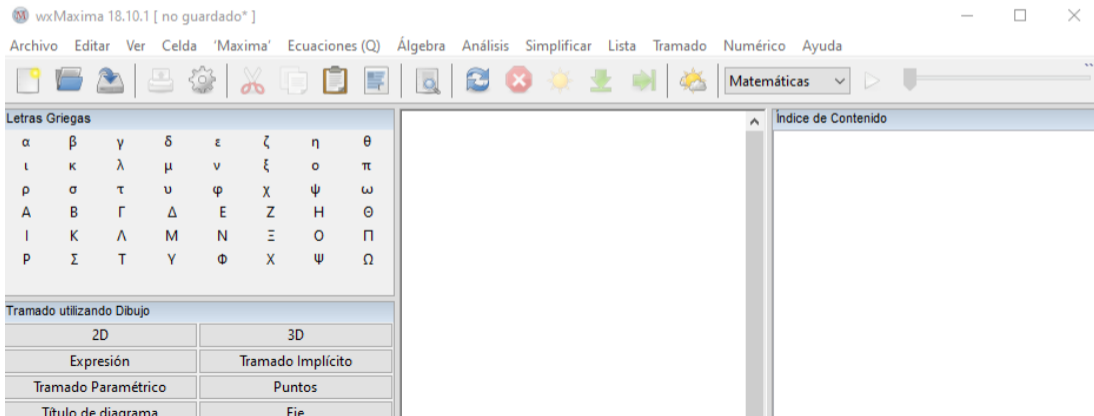 wxMaxima 18.10.1 [ no guardado* ]
Archivo Editar Ver Celda 'Maxima' Ecuaciones (Q) Álgebra Análisis Simplificar Lista Tramado Numérico Ayuda
Matemáticas
Letras Griegas
α β γ δ ε ζ η θ
ι κ λ μ ν ξ ο π
ρ σ τ υ φ χ ψ ω
Α Β Γ Δ Ε Ζ Η Θ
Ι Κ Λ Μ Ν Ξ Ο Π
Ρ Σ Τ Υ Φ Χ Ψ Ω
Tramado utilizando Dibujo
2D 3D
Expresión Tramado Implícito
Tramado Paramétrico Puntos
Título de diagrama Eje
Índice de Contenido